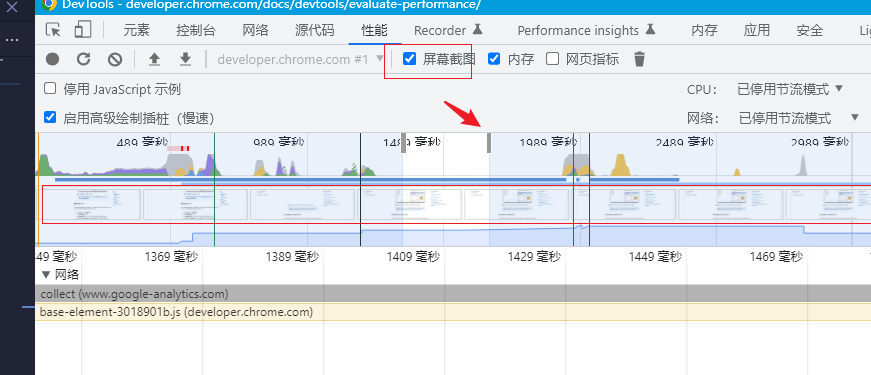 DevTools - developer.chrome.com/docs/devtools/evaluate-performance/
元素 控制台 网络 源代码 性能 Recorder Performance insights 内存 应用 安全
developer.chrome.com #1 屏幕截图 内存 网页指标
停用 JavaScript 示例 CPU: 已停用节流模式
启用高级绘制插桩（慢速） 网络: 已停用节流模式
489 毫秒 989 毫秒 1489 毫秒 1989 毫秒 2489 毫秒 2989 毫秒
49 毫秒 1369 毫秒 1389 毫秒 1409 毫秒 1429 毫秒 1449 毫秒 1469 毫秒
网络
collect (www.google-analytics.com)
base-element-3018901b.js (developer.chrome.com)